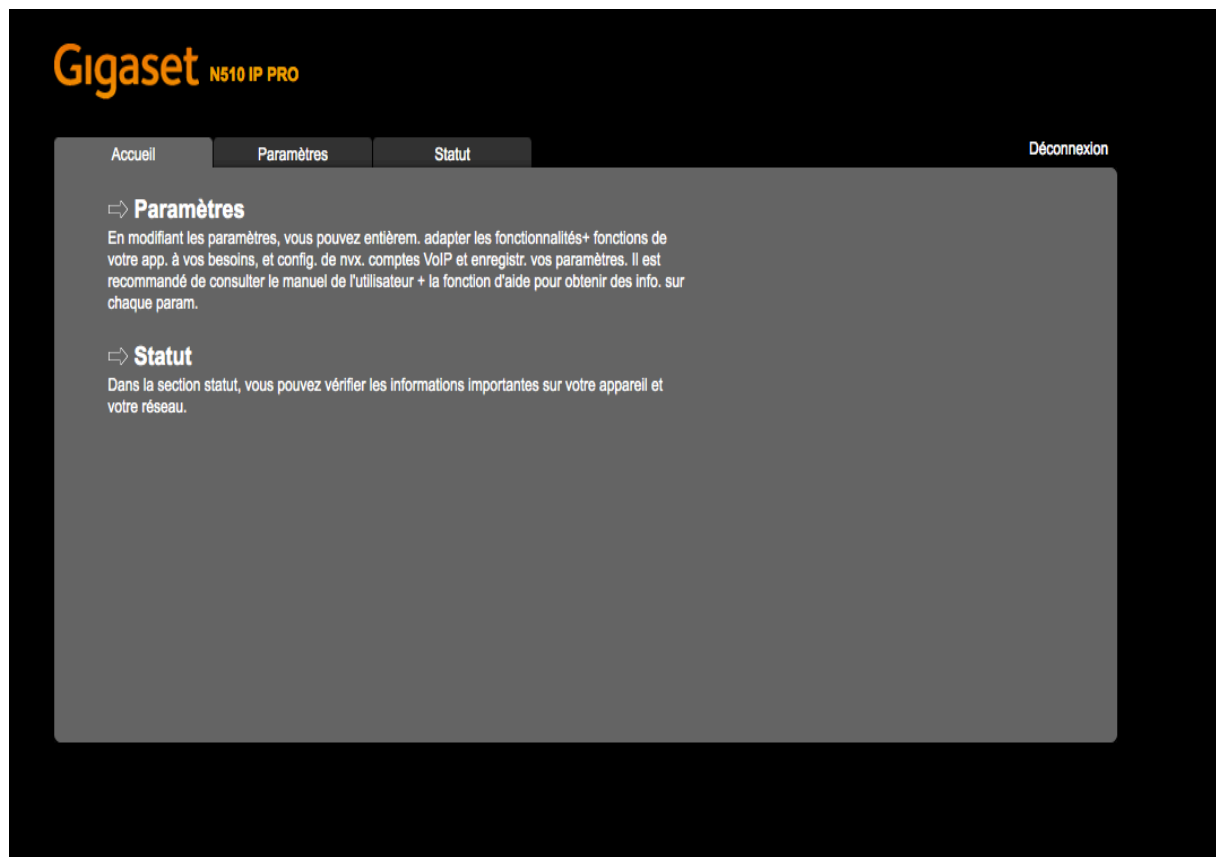 Gigaset N510 IP PRO
Accueil Paramètres Statut Déconnexion
Paramètres
En modifiant les paramètres, vous pouvez entièrem. adapter les fonctionnalités+ fonctions de
votre app. à vos besoins, et config. de nvx. comptes VoIP et enregistr. vos paramètres. Il est
recommandé de consulter le manuel de l'utilisateur + la fonction d'aide pour obtenir des info. sur
chaque param.
Statut
Dans la section statut, vous pouvez vérifier les informations importantes sur votre appareil et
votre réseau.